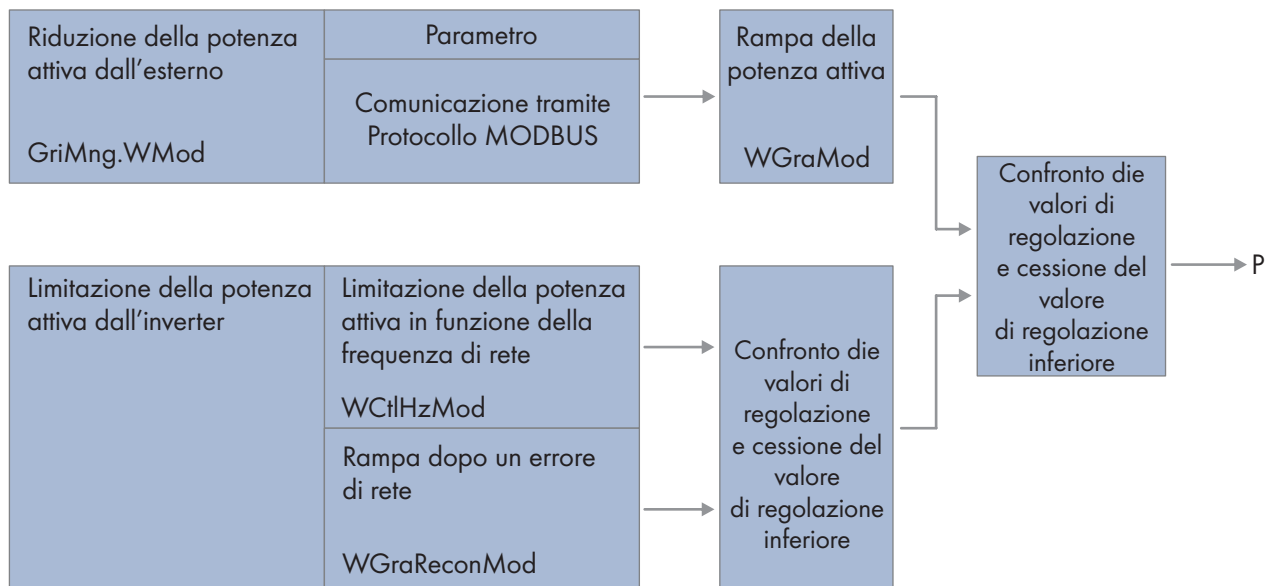 Riduzione della potenza
attiva dall'esterno
GriMng.WMod
Parametro
Comunicazione tramite
Protocollo MODBUS
Rampa della
potenza attiva
WGraMod
Limitazione della potenza
attiva dall'inverter
Limitazione della potenza
attiva in funzione della
frequenza di rete
WCtlHzMod
Rampa dopo un errore
di rete
WGraReconMod
Confronto die
valori di
regolazione
e cessione del
valore
di regolazione
inferiore
Confronto die
valori di
regolazione
e cessione del
valore
di regolazione
inferiore
P